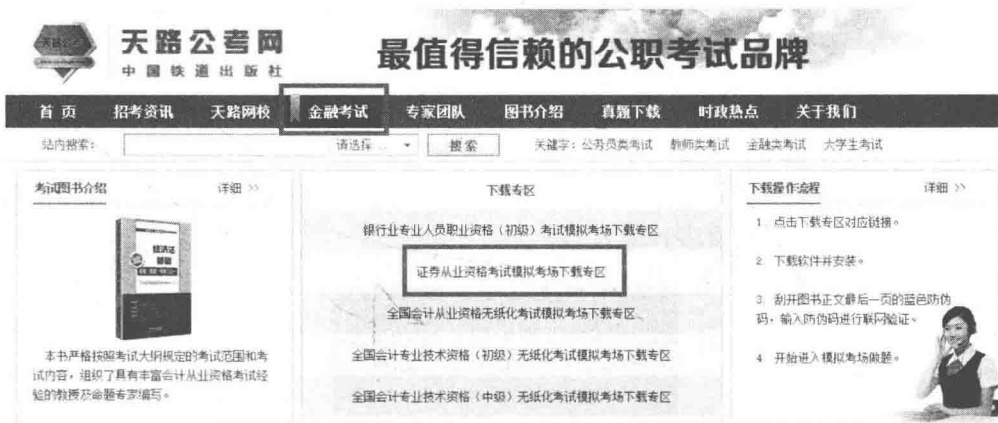 天路公考网
中国铁道出版社
最值得信赖的公职考试品牌
首页 招考资讯 天路网校 金融考试 专家团队 图书介绍 真题下载 时政热点 关于我们
站内搜索： 请选择... 搜索 关键字：公务员类考试 教师类考试 金融类考试 大学生考试
考试图书介绍 详细 >>
经济法
基础
本书严格按照考试大纲规定的考试范围和考
试内容，组织了具有丰富会计从业资格考试经
验的教授及命题专家编写。
下载专区
银行业专业人员职业资格（初级）考试模拟考场下载专区
证券从业资格考试模拟考场下载专区
全国会计从业资格无纸化考试模拟考场下载专区
全国会计专业技术资格（初级）无纸化考试模拟考场下载专区
全国会计专业技术资格（中级）无纸化考试模拟考场下载专区
下载操作流程 详细 >>
1. 点击下载专区对应链接。
2. 下载软件并安装。
3. 刮开图书正文最后一页的蓝色防伪
码，输入防伪码进行联网验证。
4. 开始进入模拟考场做题。